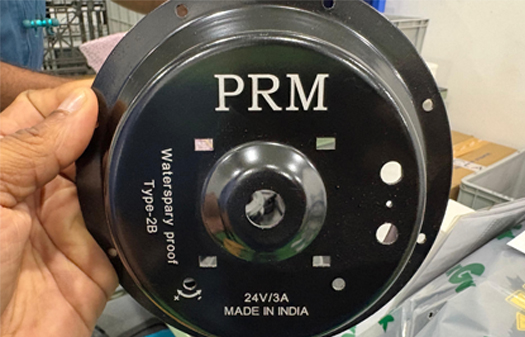 PRM
Waterspary proof
Type-2B
24V/3A
MADE IN INDIA